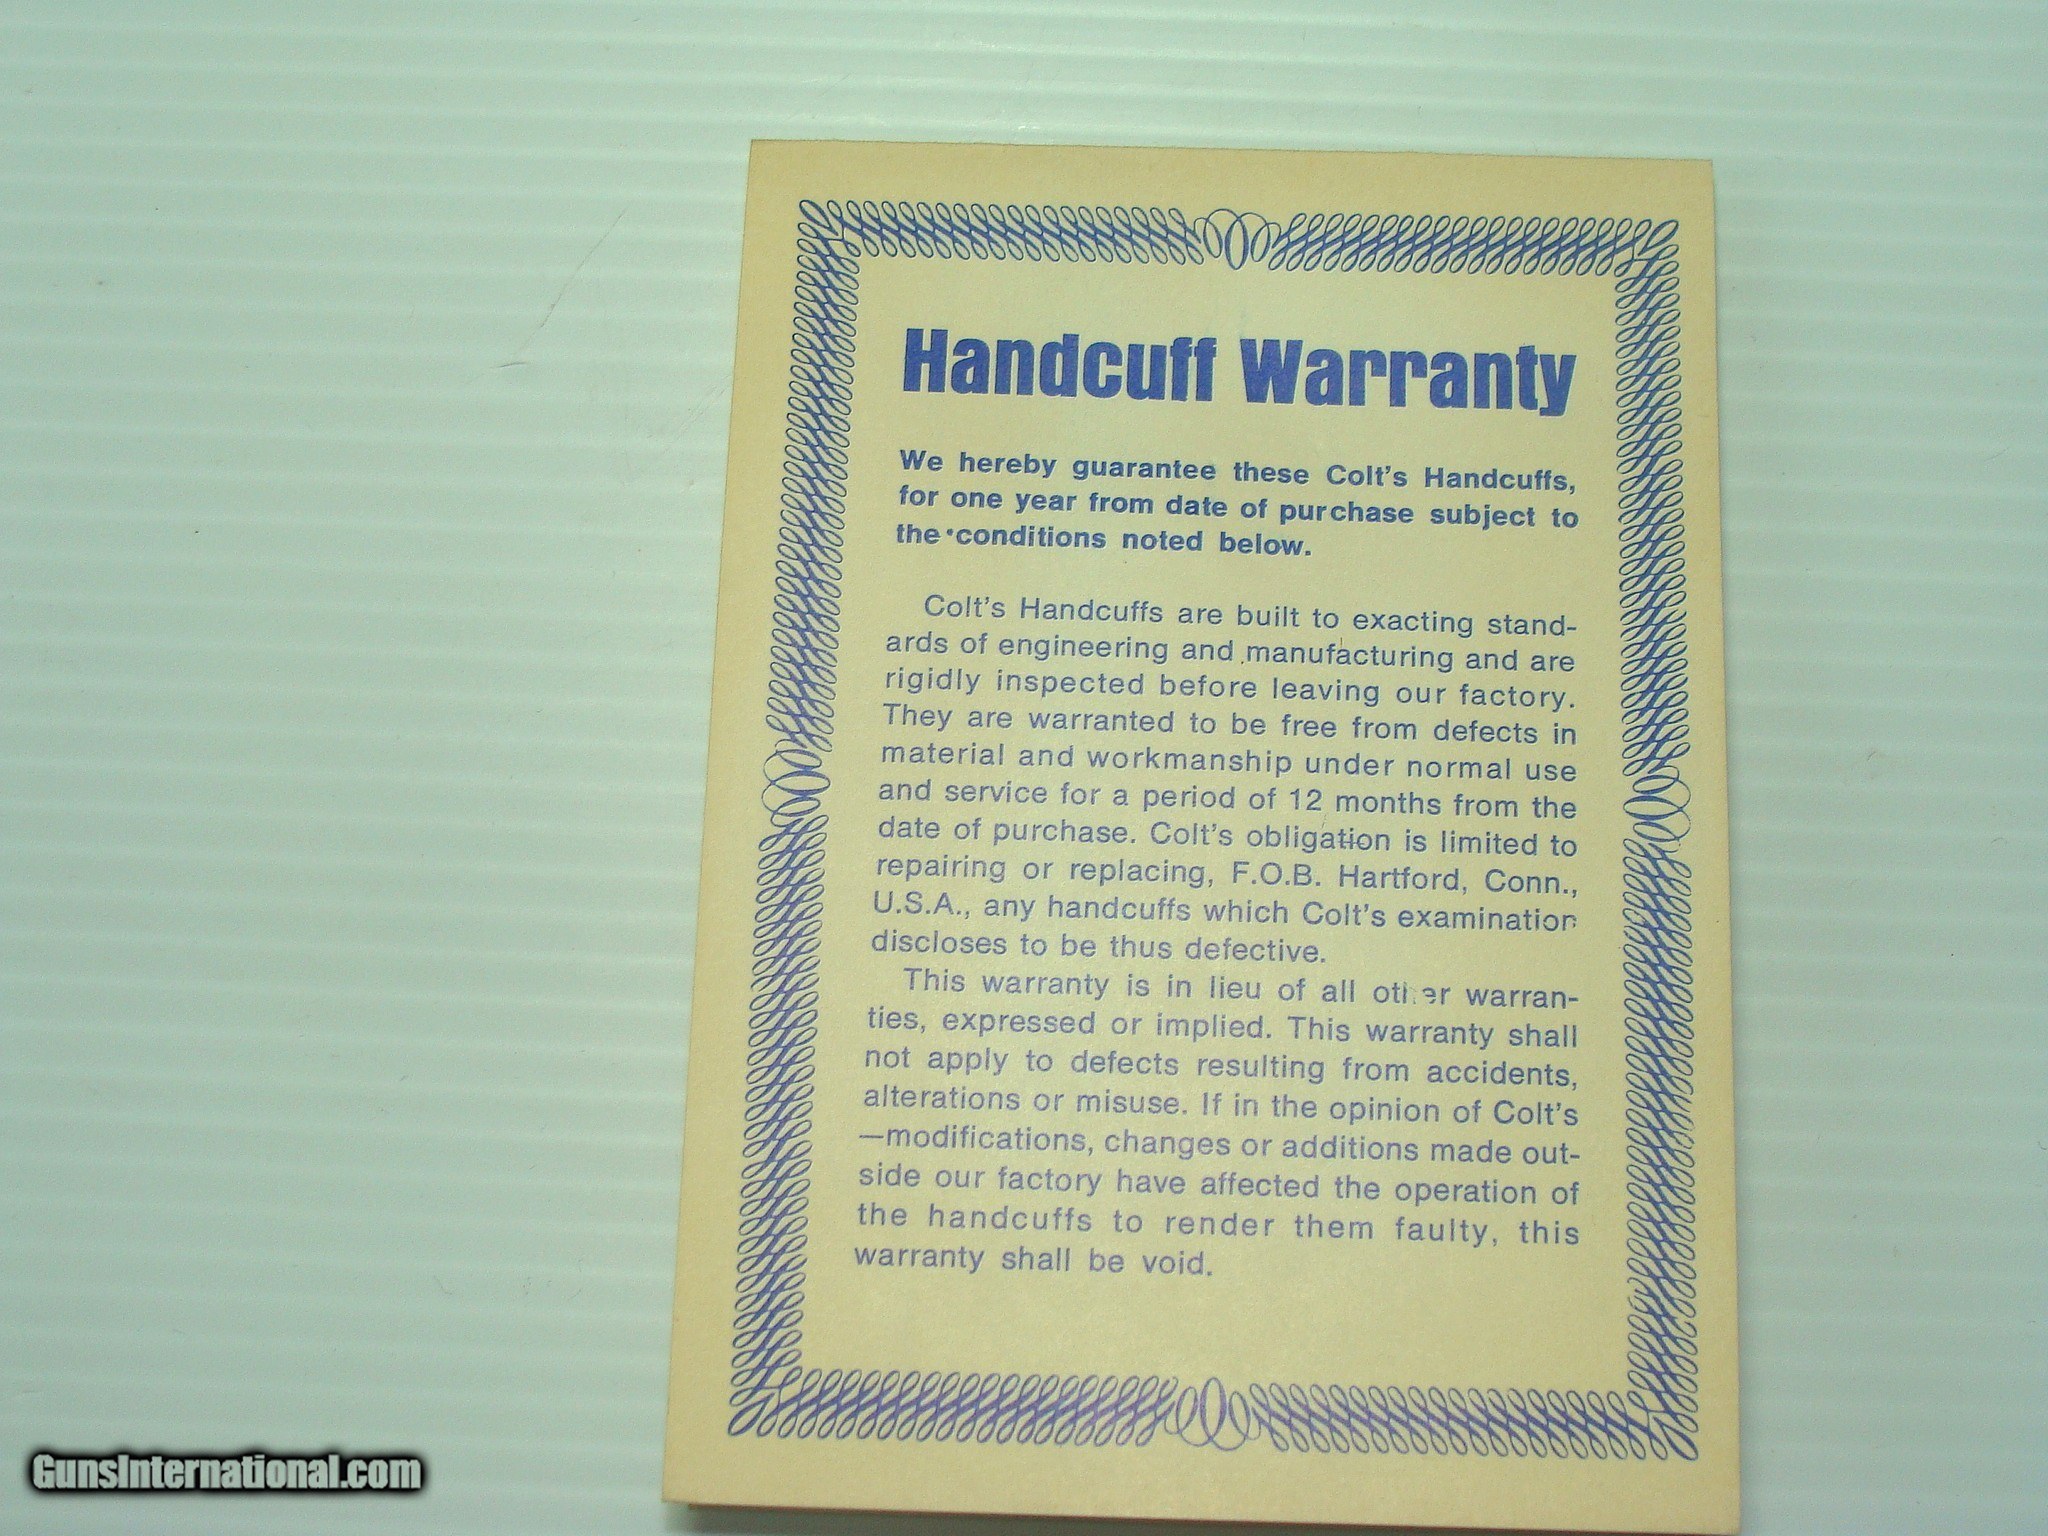 Handcuff Warranty
We hereby guarantee these Colt's Handcuffs,
for one year from date of purchase subject to
the conditions noted below.
Colt's Handcuffs are built to exacting stand-
ards of engineering and manufacturing and are
rigidly inspected before leaving our factory.
They are warranted to be free from defects in
material and workmanship under normal use
and service for a period of 12 months from the
date of purchase. Colt's obligation is limited to
repairing or replacing, F.O.B. Hartford, Conn.,
U.S.A., any handcuffs which Colt's examination
discloses to be thus defective.
This warranty is in lieu of all other warran-
ties, expressed or implied. This warranty shall
not apply to defects resulting from accidents,
alterations or misuse. If in the opinion of Colt's
—modifications, changes or additions made out-
side our factory have affected the operation of
the handcuffs to render them faulty, this
warranty shall be void.
GunsInternational.com